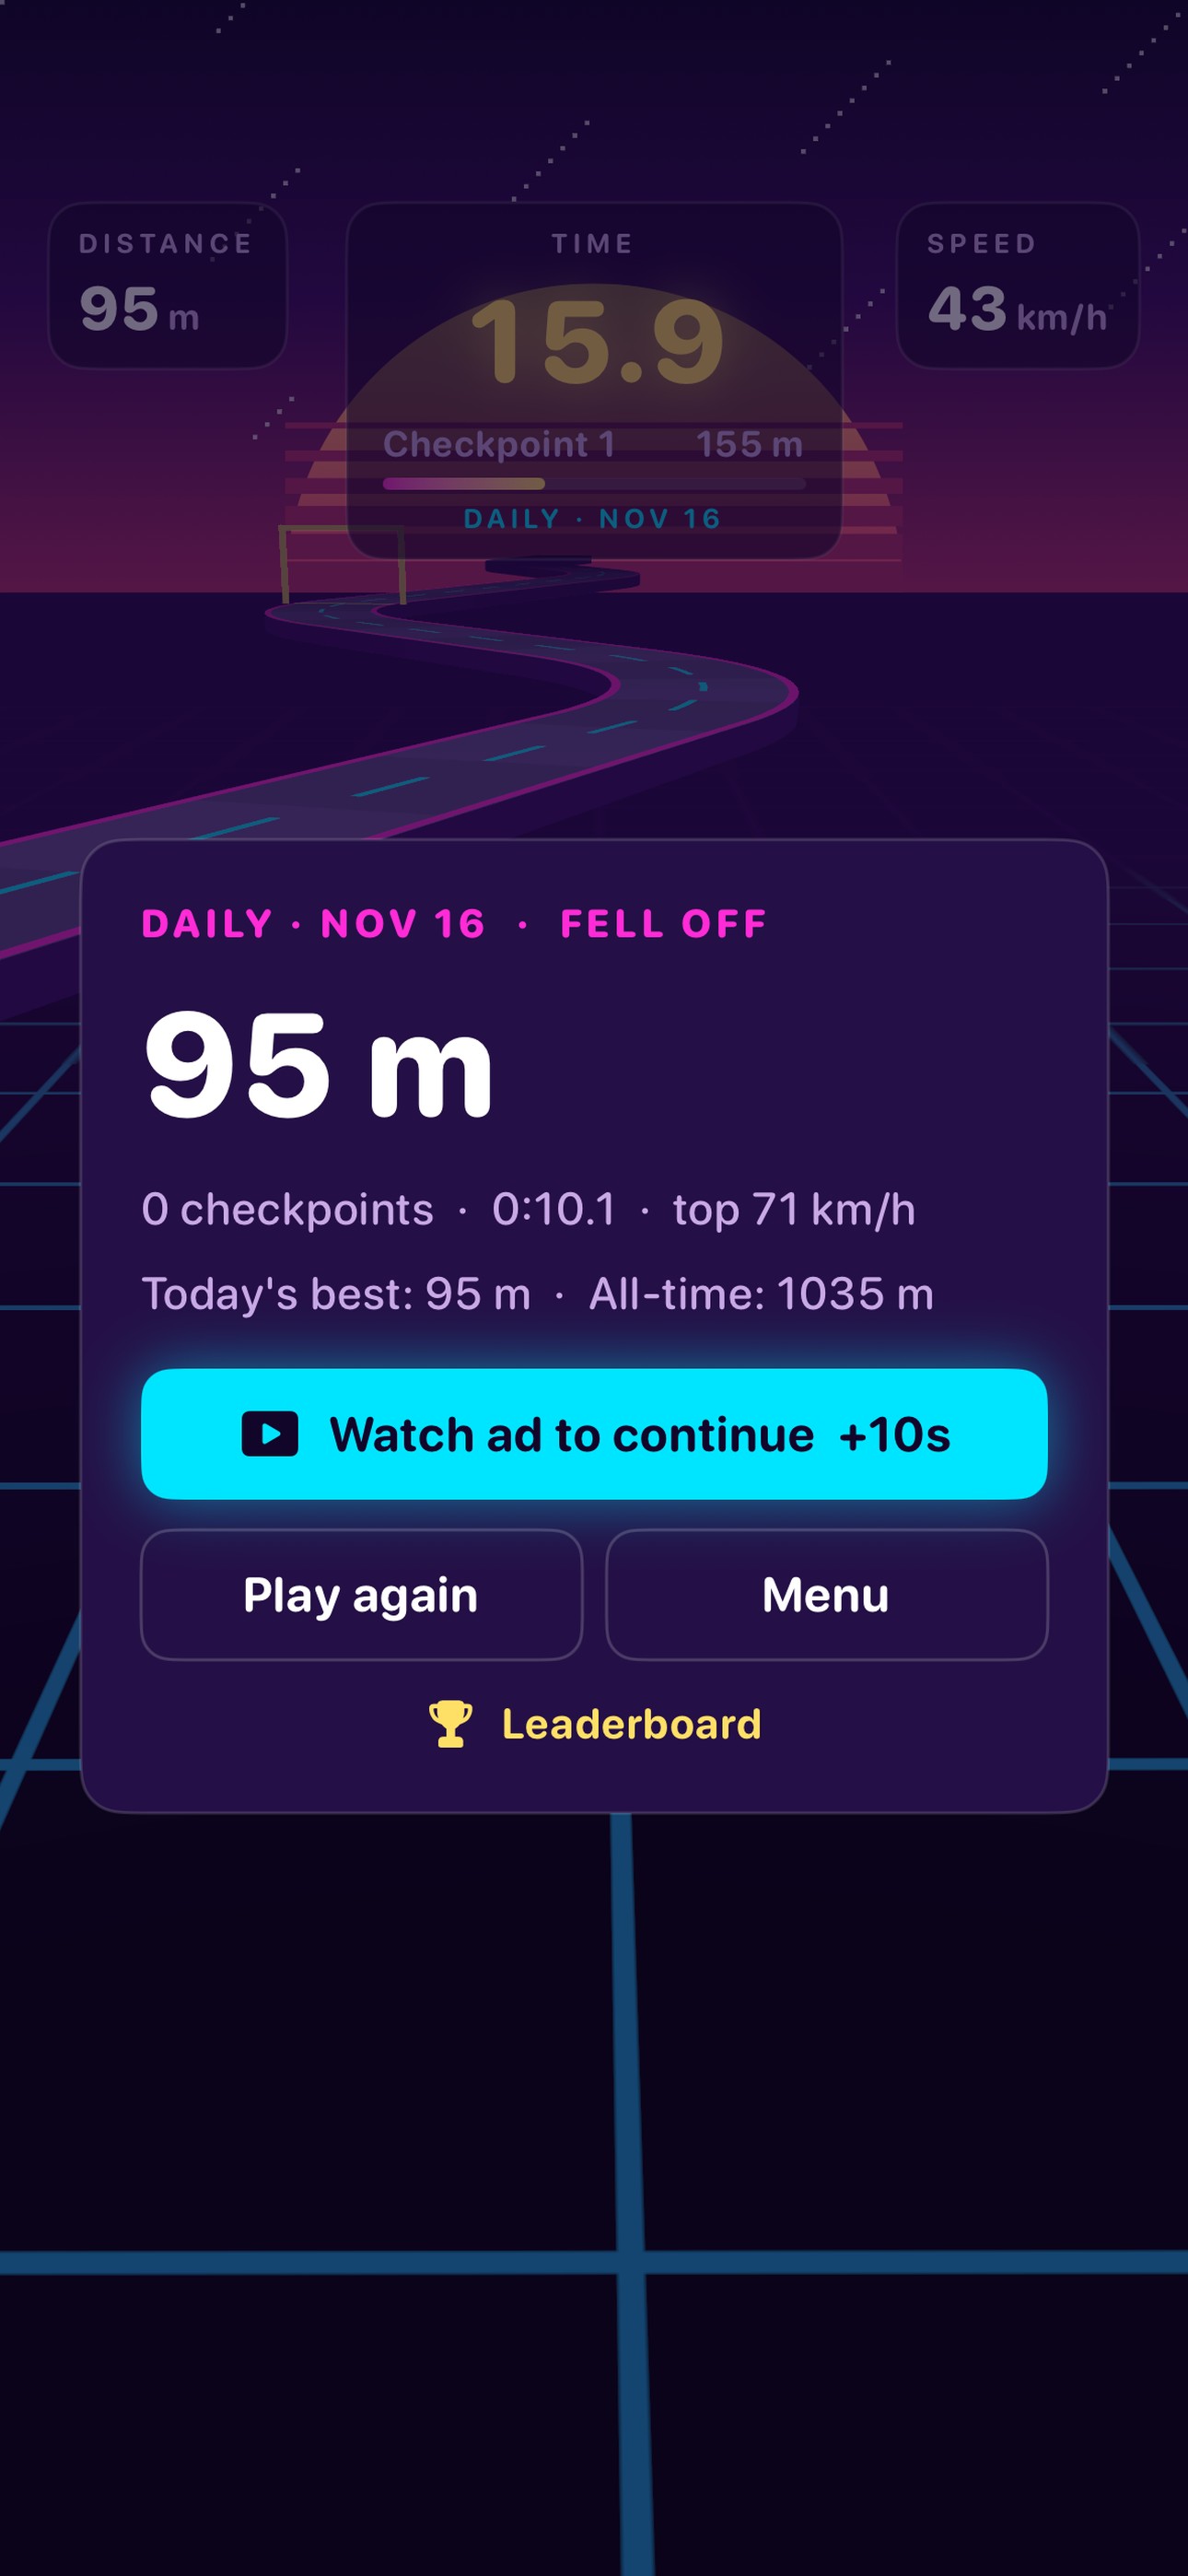 DISTANCE
95 m
TIME
15.9
Checkpoint 1 155 m
DAILY · NOV 16
SPEED
43 km/h
DAILY · NOV 16 · FELL OFF
95 m
0 checkpoints · 0:10.1 · top 71 km/h
Today's best: 95 m · All-time: 1035 m
Watch ad to continue +10s
Play again
Menu
Leaderboard